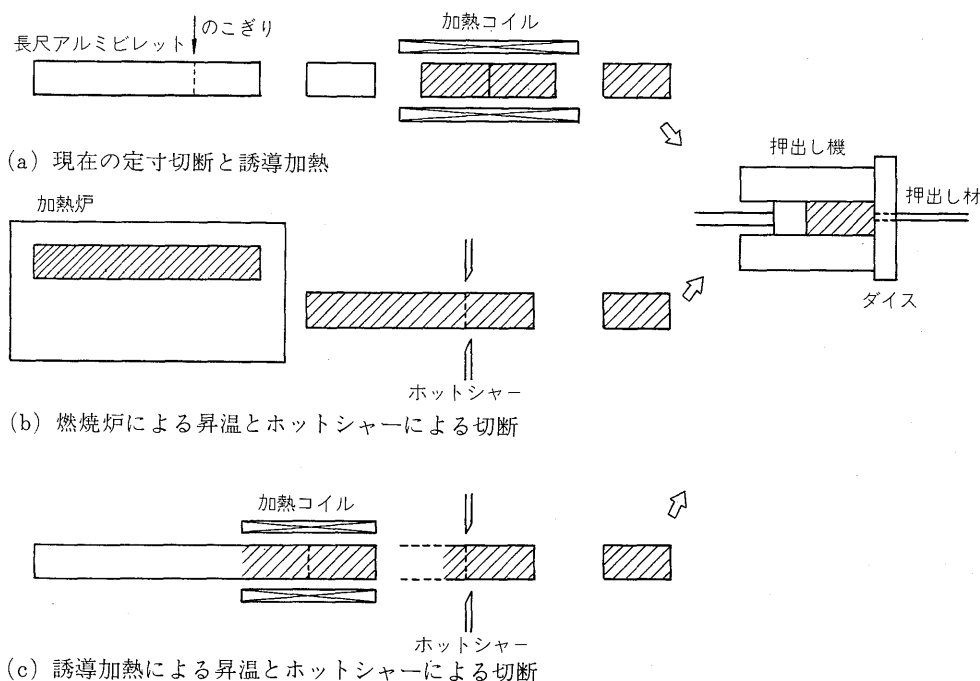 のこぎり
長尺アルミビレット
加熱コイル
(a) 現在の定寸切断と誘導加熱
押出し機
押出し材
ダイス
加熱炉
ホットシャー
(b) 燃焼炉による昇温とホットシャーによる切断
加熱コイル
ホットシャー
(c) 誘導加熱による昇温とホットシャーによる切断